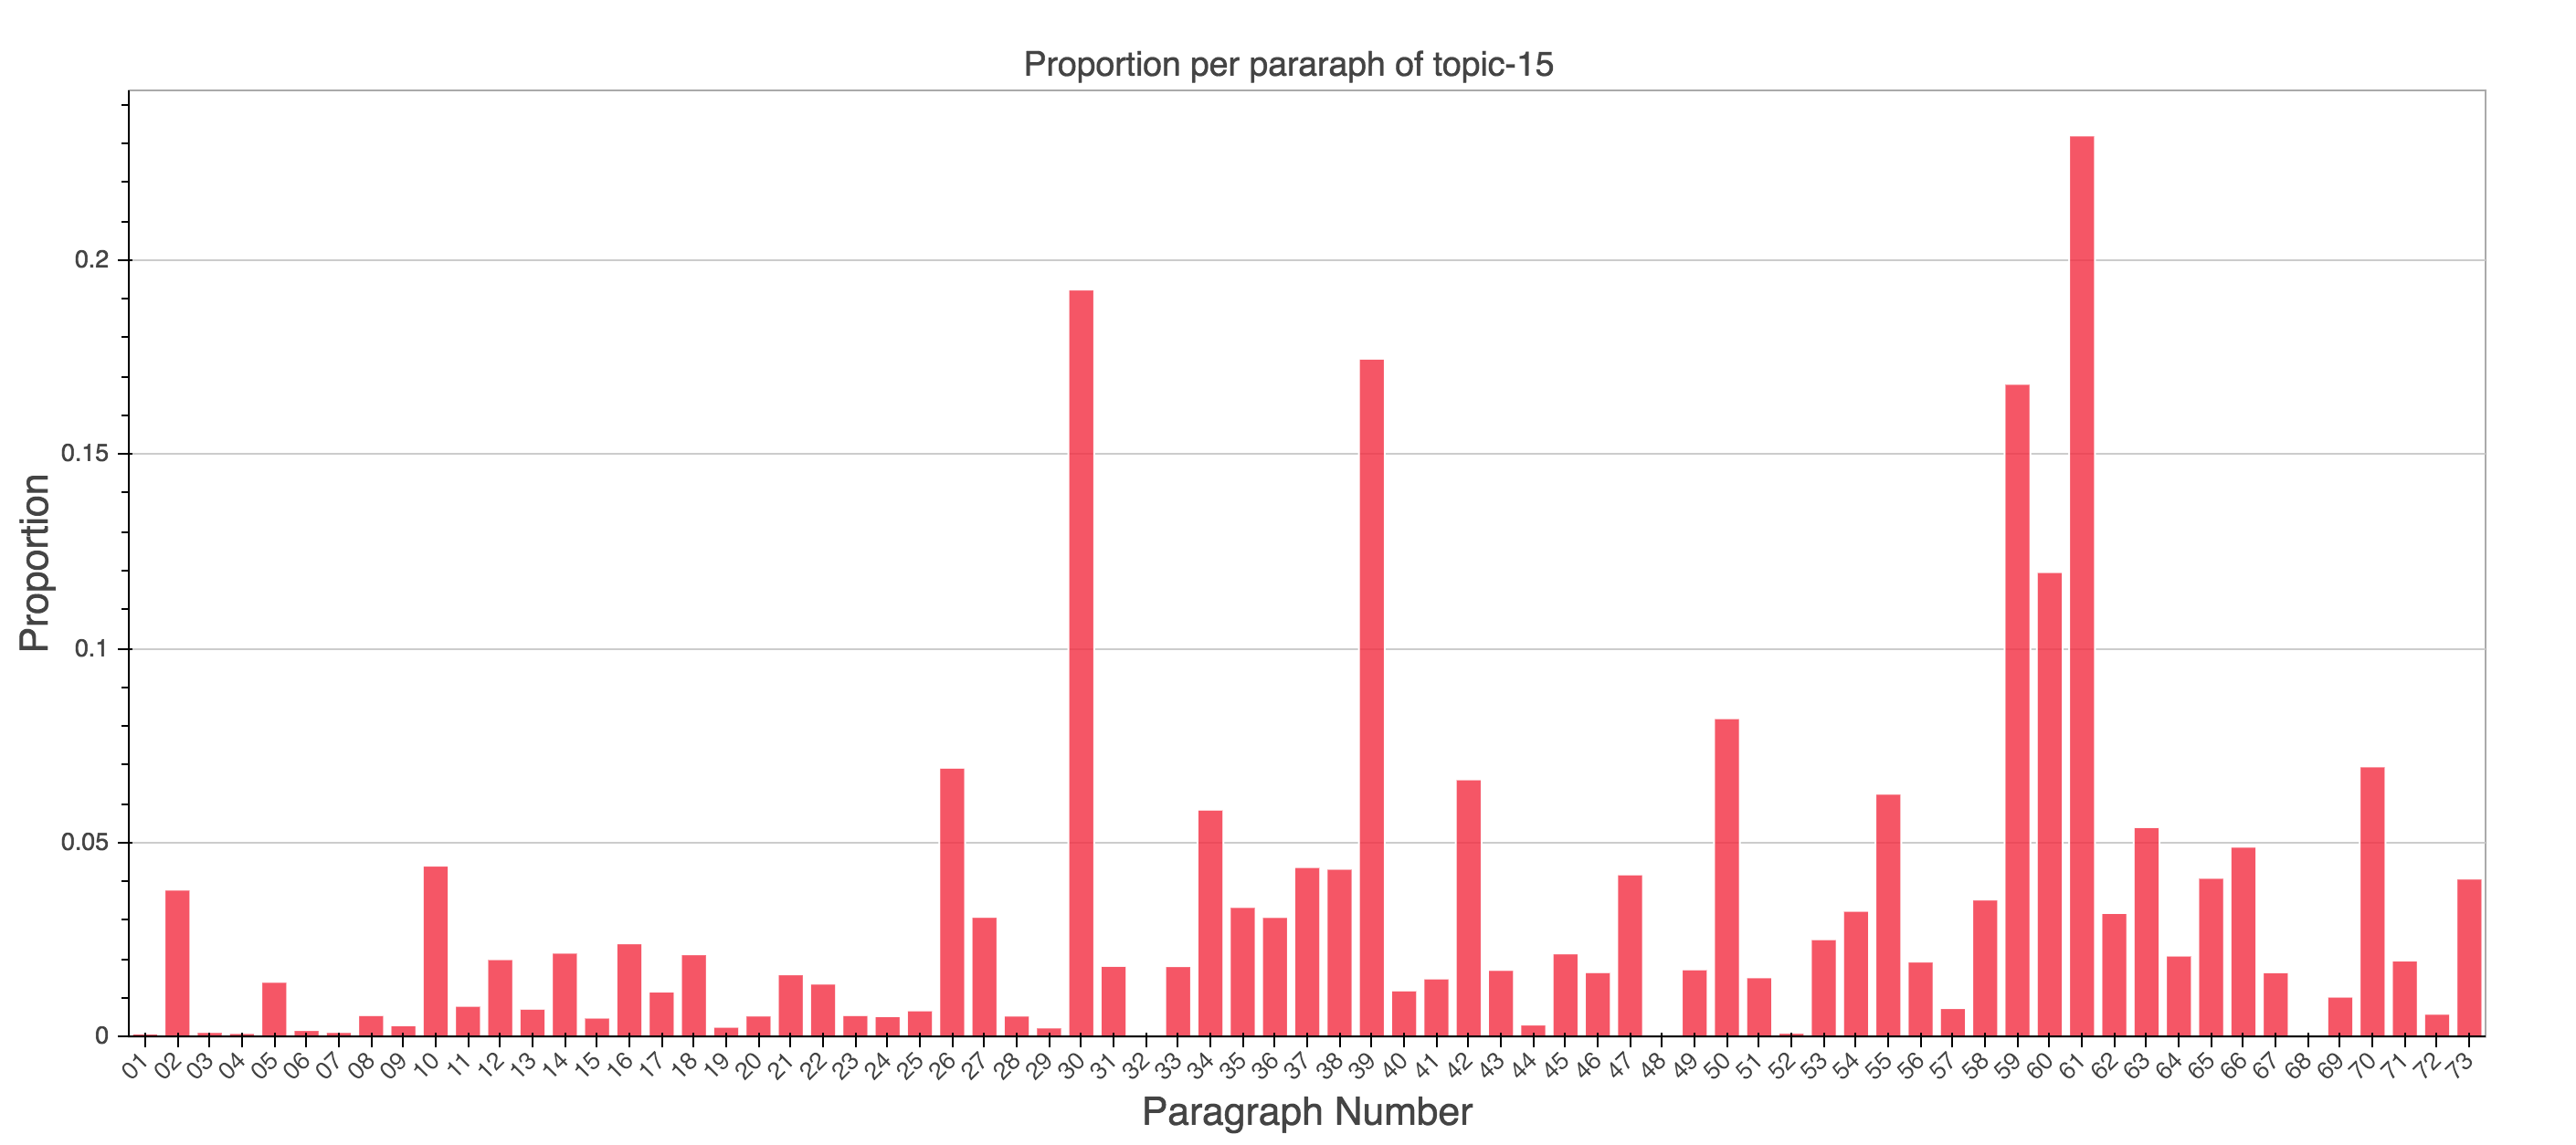 Proportion per pararaph of topic-15
Proportion
0.2
0.15
0.1
0.05
0
01 02 03 04 05 06 07 08 09 10 11 12 13 14 15 16 17 18 19 20 21 22 23 24 25 26 27 28 29 30 31 32 33 34 35 36 37 38 39 40 41 42 43 44 45 46 47 48 49 50 51 52 53 54 55 56 57 58 59 60 61 62 63 64 65 66 67 68 69 70 71 72 73
Paragraph Number